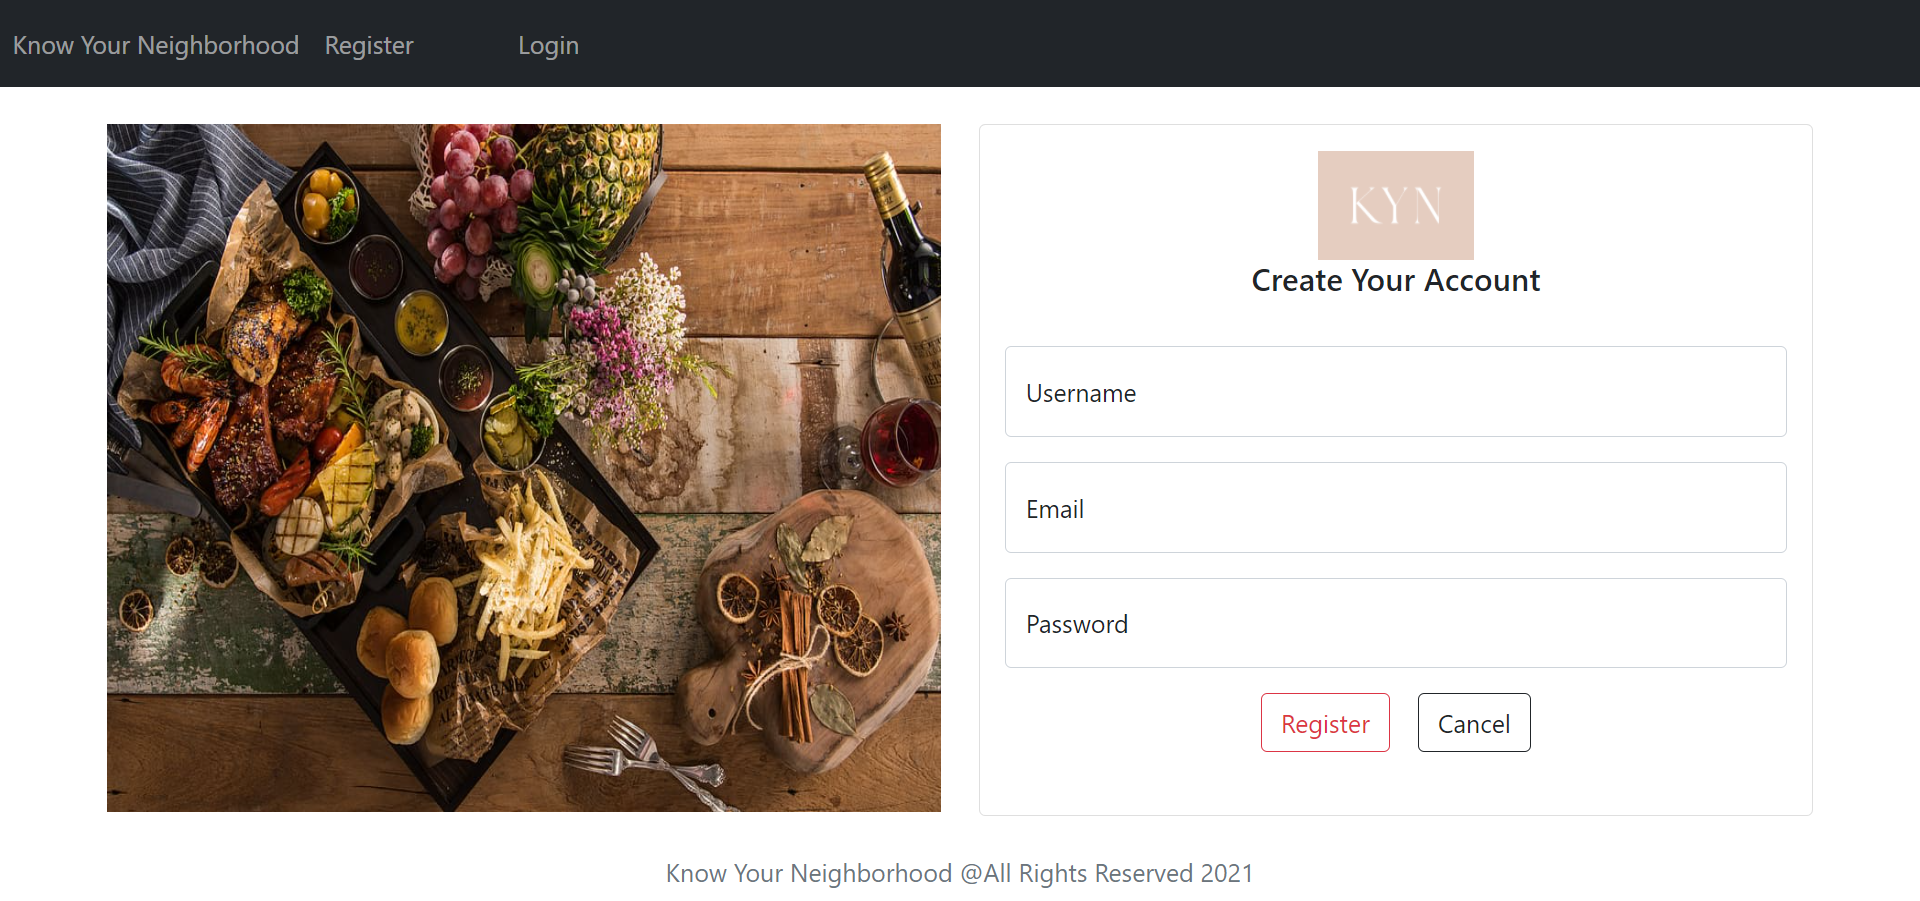 Know Your Neighborhood Register Login
KYN
Create Your Account
Username
Email
Password
Register Cancel
Know Your Neighborhood @All Rights Reserved 2021